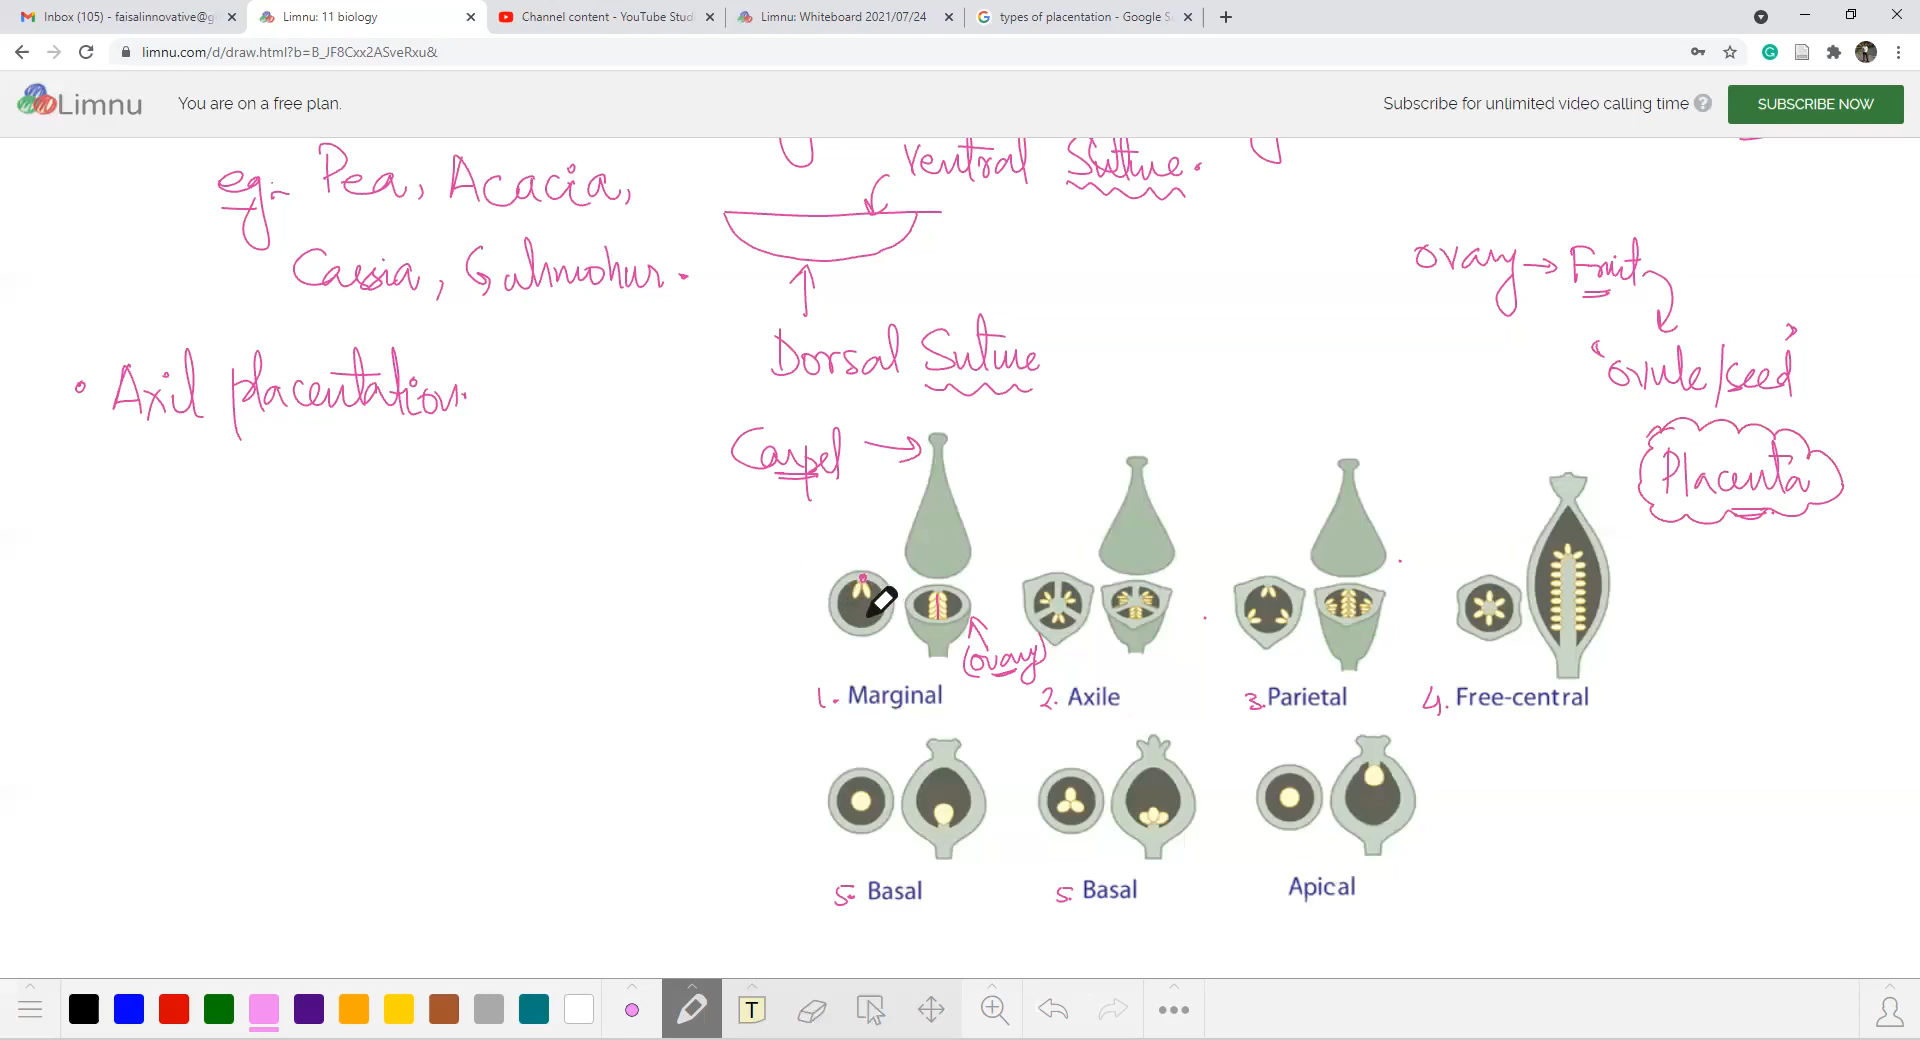 Inbox (105) - faisalinnovative@g
Limnu: 11 biology
Channel content - YouTube Stud
Limnu: Whiteboard 2021/07/24
types of placentation - Google S
limnu.com/d/draw.html?b=B_JF8Cxx2ASveRxu&
Limnu
You are on a free plan.
Subscribe for unlimited video calling time ?
SUBSCRIBE NOW
Ventral Suture.
eg:- Pea, Acacia,
Cassia, Gulmohur.
ovary → Fruit
Dorsal Suture
"ovule/seed"
• Axil placentation.
Carpel →
Placenta
(ovary)
1. Marginal
2. Axile
3. Parietal
4. Free-central
5. Basal
5. Basal
Apical
T